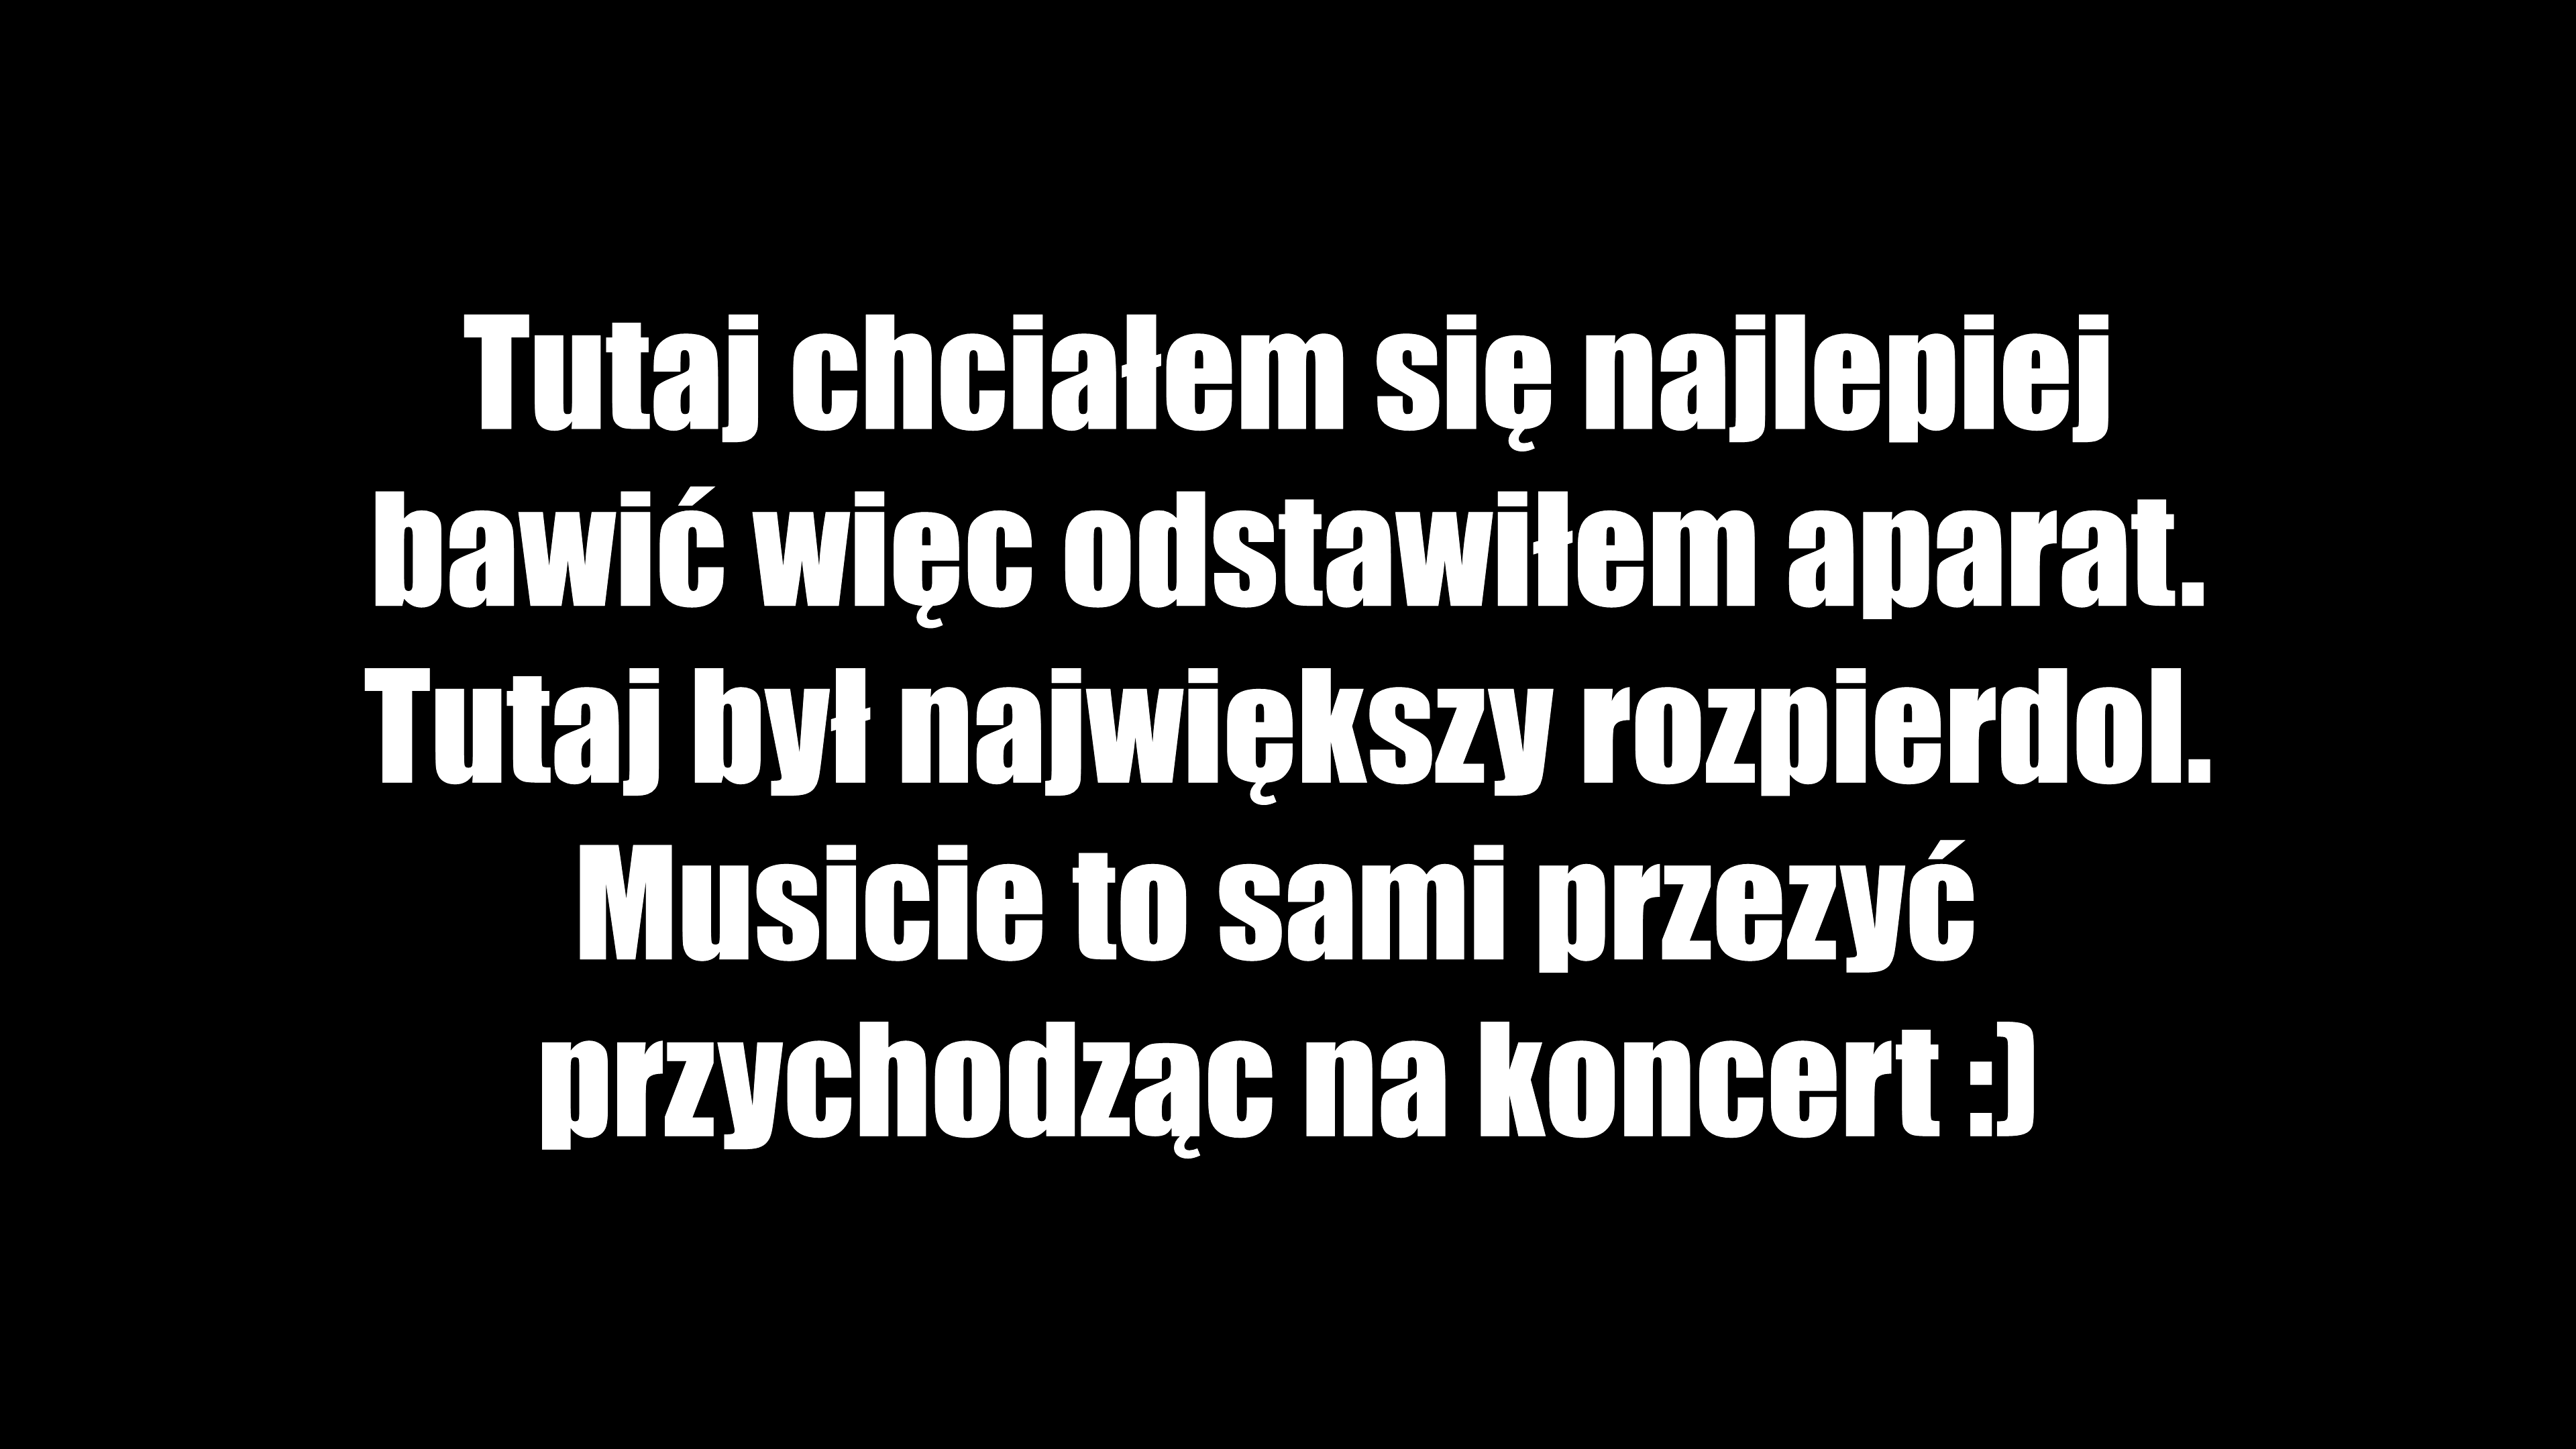 Tutaj chciałem się najlepiej
bawić więc odstawiłem aparat.
Tutaj był największy rozpierdol.
Musicie to sami przezyć
przychodząc na koncert :)